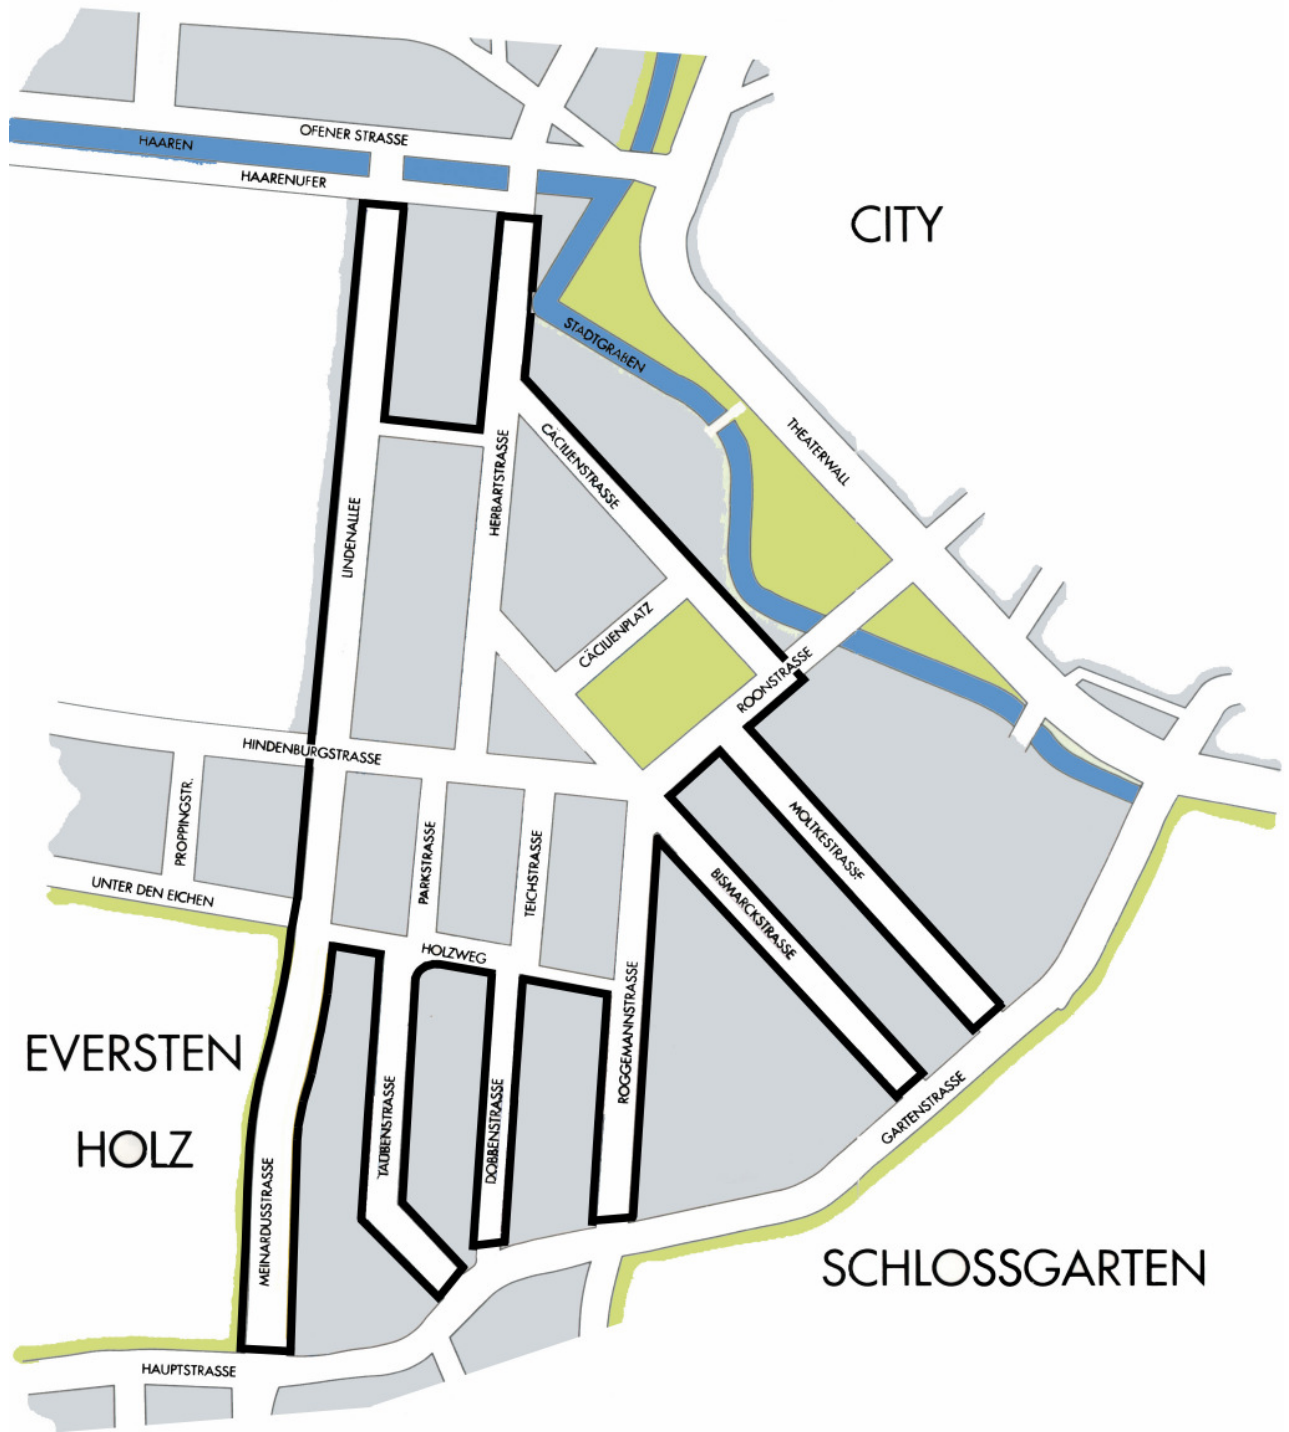 OFENER STRASSE
HAAREN
HAARENUFER
CITY
STADTGRABEN
THEATERWALL
CÄCILIENSTRASSE
HERBARTSTRASSE
LINDENALLEE
CÄCILIENPLATZ
ROONSTRASSE
HINDENBURGSTRASSE
PROPPINGSTR.
PARKSTRASSE
TEICHSTRASSE
MOLTKESTRASSE
BISMARCKSTRASSE
UNTER DEN EICHEN
HOLZWEG
ROGGEMANNSTRASSE
EVERSTEN
HOLZ
TAUBENSTRASSE
DOBBENSTRASSE
GARTENSTRASSE
MEINARDUSSTRASSE
SCHLOSSGARTEN
HAUPTSTRASSE